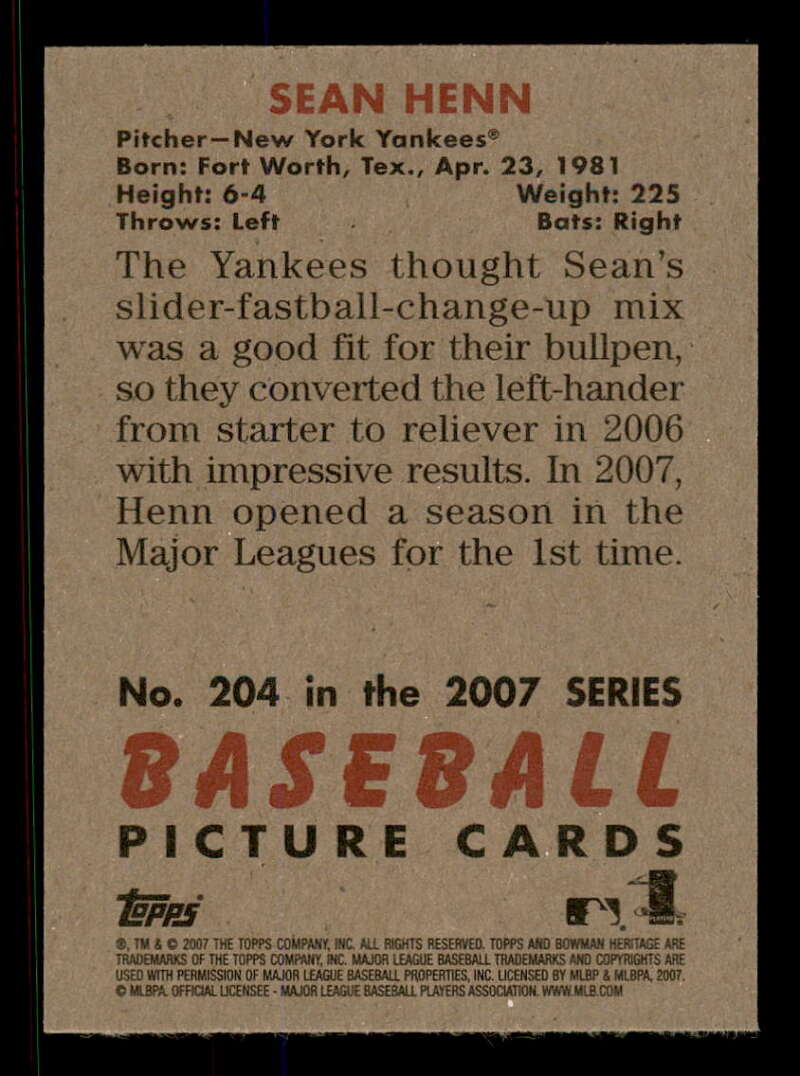 SEAN HENN
Pitcher—New York Yankees®
Born: Fort Worth, Tex., Apr. 23, 1981
Height: 6-4 Weight: 225
Throws: Left Bats: Right
The Yankees thought Sean's
slider-fastball-change-up mix
was a good fit for their bullpen,
so they converted the left-hander
from starter to reliever in 2006
with impressive results. In 2007,
Henn opened a season in the
Major Leagues for the 1st time.
No. 204 in the 2007 SERIES
BASEBALL
PICTURE CARDS
Topps
®, TM & © 2007 THE TOPPS COMPANY, INC. ALL RIGHTS RESERVED. TOPPS AND BOWMAN HERITAGE ARE
TRADEMARKS OF THE TOPPS COMPANY, INC. MAJOR LEAGUE BASEBALL TRADEMARKS AND COPYRIGHTS ARE
USED WITH PERMISSION OF MAJOR LEAGUE BASEBALL PROPERTIES, INC. LICENSED BY MLBP & MLBPA, 2007.
© MLBPA. OFFICIAL LICENSEE - MAJOR LEAGUE BASEBALL PLAYERS ASSOCIATION. WWW.MLB.COM